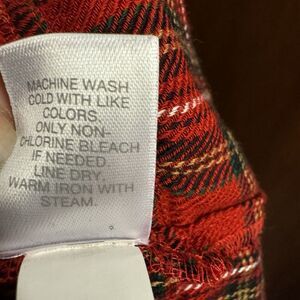 MACHINE WASH
COLD WITH LIKE
COLORS.
ONLY NON-
CHLORINE BLEACH
IF NEEDED.
LINE DRY.
WARM IRON WITH
STEAM.